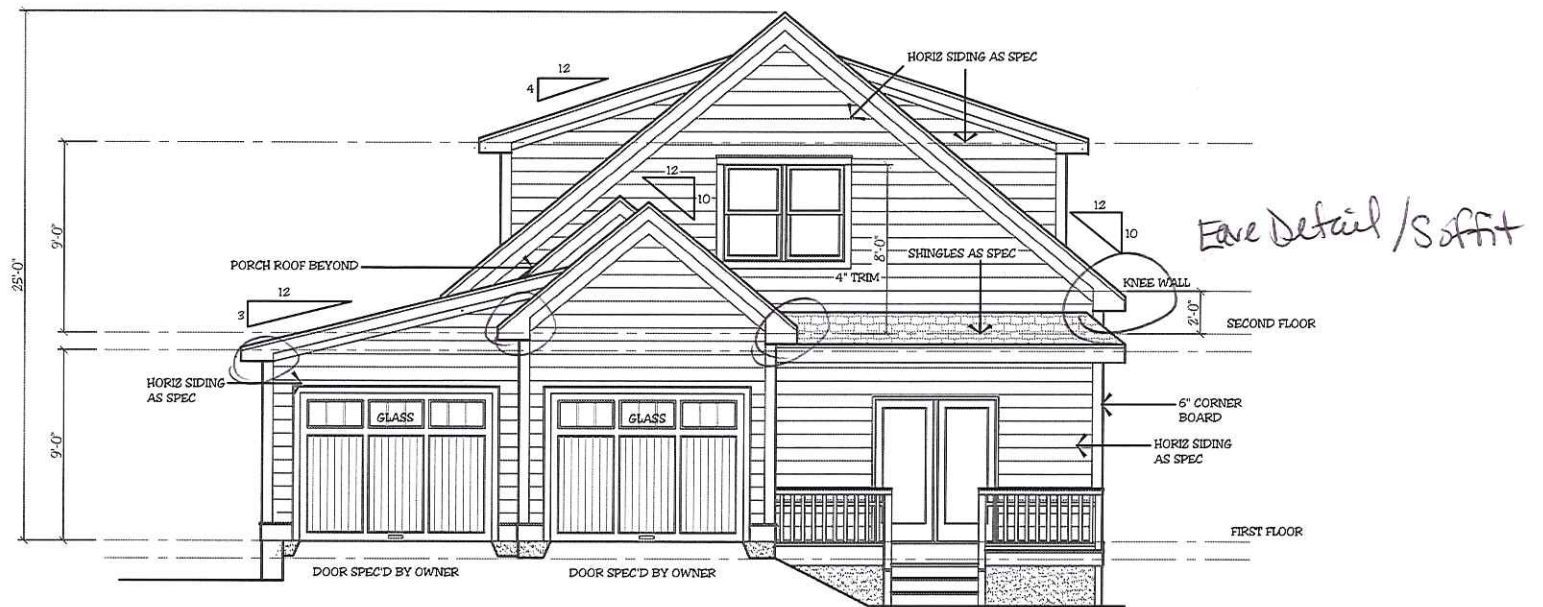 HORIZ SIDING AS SPEC
12
4
12
10
12
10
Eave Detail / Soffit
25'-0"
9'-0"
8'-0"
SHINGLES AS SPEC
PORCH ROOF BEYOND
4" TRIM
KNEE WALL
12
3
2'-0"
SECOND FLOOR
HORIZ SIDING
AS SPEC
6" CORNER
BOARD
GLASS
GLASS
9'-0"
HORIZ SIDING
AS SPEC
FIRST FLOOR
DOOR SPEC'D BY OWNER
DOOR SPEC'D BY OWNER